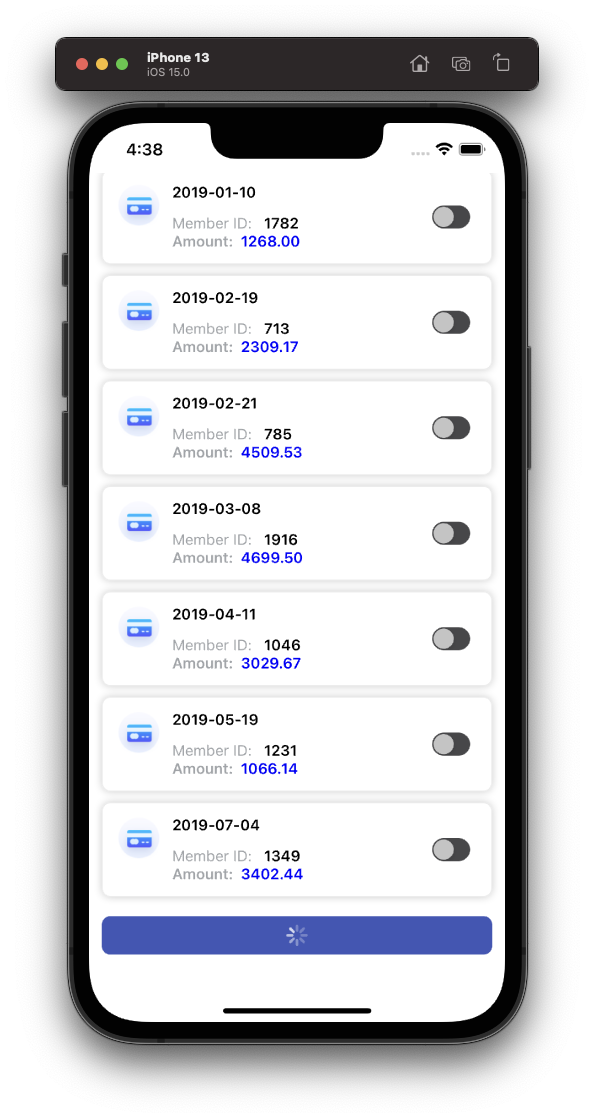 iPhone 13
iOS 15.0
4:38
2019-01-10
Member ID: 1782
Amount: 1268.00
2019-02-19
Member ID: 713
Amount: 2309.17
2019-02-21
Member ID: 785
Amount: 4509.53
2019-03-08
Member ID: 1916
Amount: 4699.50
2019-04-11
Member ID: 1046
Amount: 3029.67
2019-05-19
Member ID: 1231
Amount: 1066.14
2019-07-04
Member ID: 1349
Amount: 3402.44